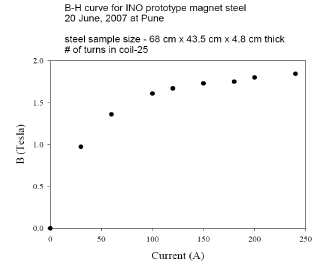 B-H curve for INO prototype magnet steel
20 June, 2007 at Pune
steel sample size - 68 cm x 43.5 cm x 4.8 cm thick
# of turns in coil-25
2.0
1.5
1.0
0.5
0.0
B (Tesla)
0 50 100 150 200 250
Current (A)